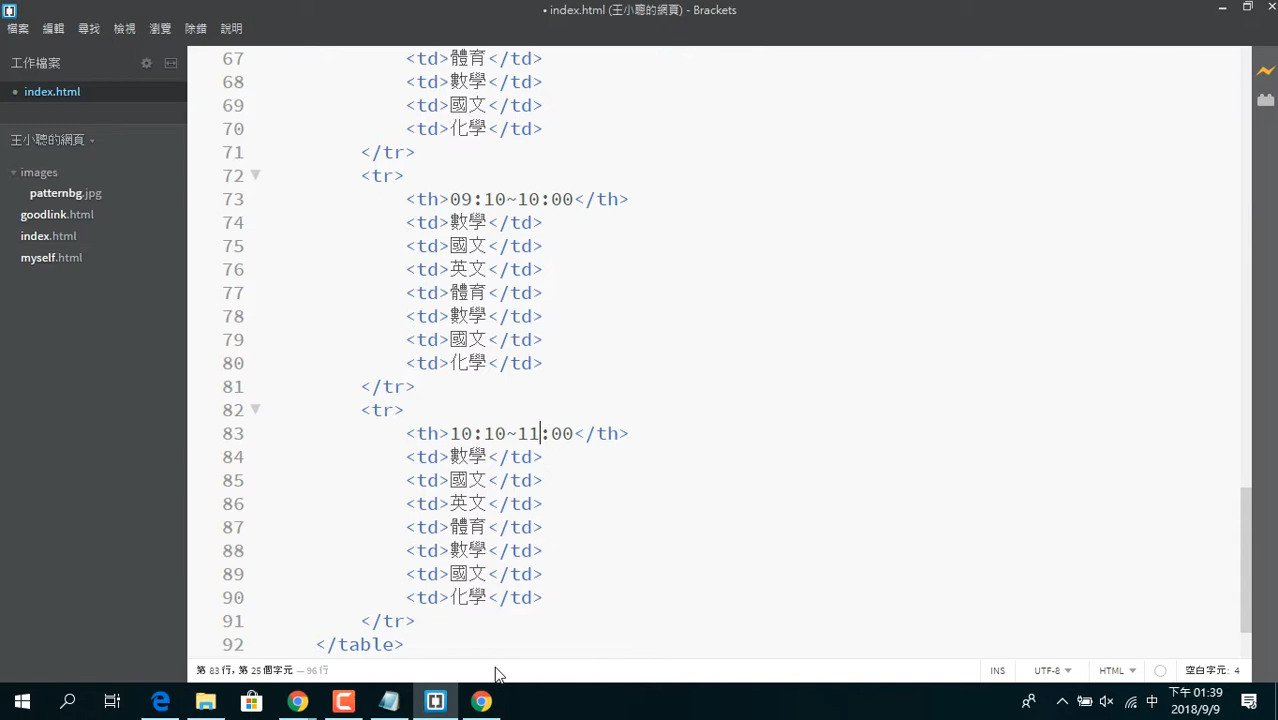 • index.html (王小聰的網頁) - Brackets
檔案 編輯 尋找 檢視 瀏覽 除錯 說明
工作檔案
• index.html
王小聰的網頁
images
patternbg.jpg
goodlink.html
index.html
myself.html
67 <td>體育</td>
68 <td>數學</td>
69 <td>國文</td>
70 <td>化學</td>
71 </tr>
72 <tr>
73 <th>09:10~10:00</th>
74 <td>數學</td>
75 <td>國文</td>
76 <td>英文</td>
77 <td>體育</td>
78 <td>數學</td>
79 <td>國文</td>
80 <td>化學</td>
81 </tr>
82 <tr>
83 <th>10:10~11:00</th>
84 <td>數學</td>
85 <td>國文</td>
86 <td>英文</td>
87 <td>體育</td>
88 <td>數學</td>
89 <td>國文</td>
90 <td>化學</td>
91 </tr>
92 </table>
第 83 行, 第 25 個字元 — 96 行
INS UTF-8 HTML 空白字元: 4
中 下午 01:39
2018/9/9